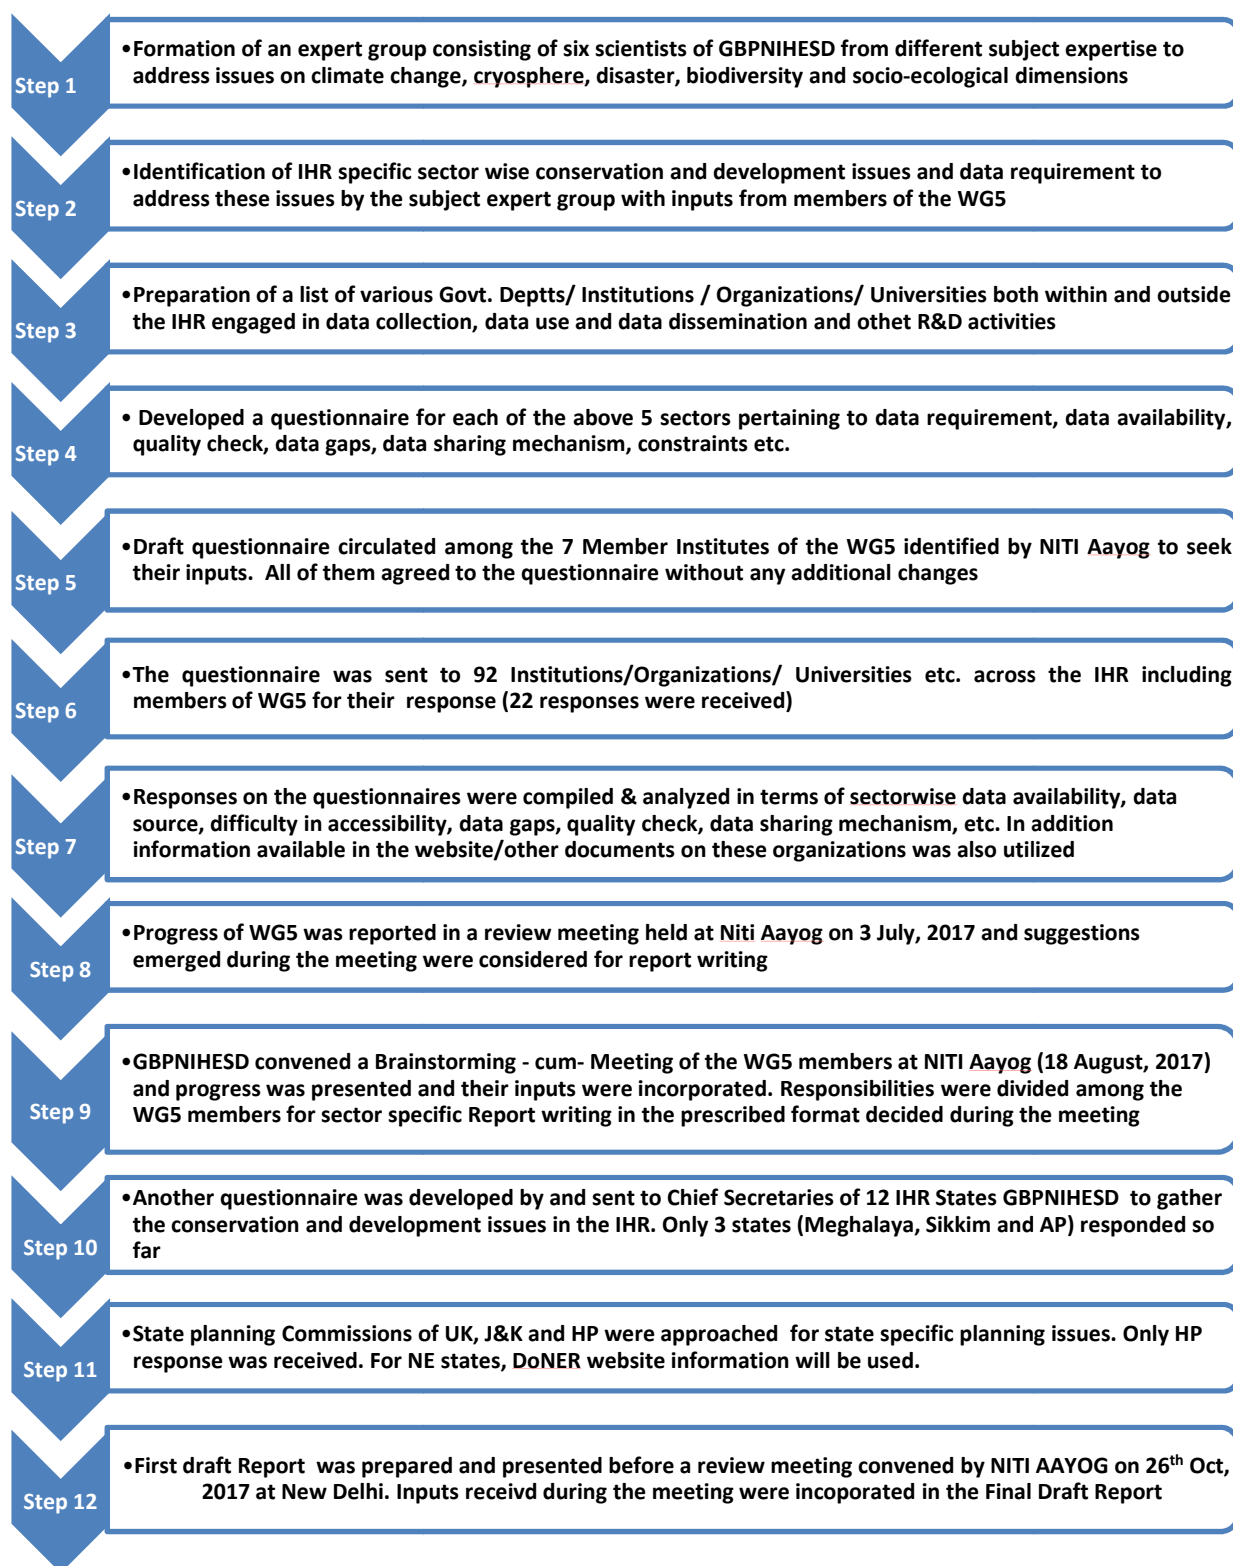 Step 1
•Formation of an expert group consisting of six scientists of GBPNIHESD from different subject expertise to
address issues on climate change, cryosphere, disaster, biodiversity and socio-ecological dimensions
Step 2
•Identification of IHR specific sector wise conservation and development issues and data requirement to
address these issues by the subject expert group with inputs from members of the WG5
Step 3
•Preparation of a list of various Govt. Deptts/ Institutions / Organizations/ Universities both within and outside
the IHR engaged in data collection, data use and data dissemination and othet R&D activities
Step 4
• Developed a questionnaire for each of the above 5 sectors pertaining to data requirement, data availability,
quality check, data gaps, data sharing mechanism, constraints etc.
Step 5
•Draft questionnaire circulated among the 7 Member Institutes of the WG5 identified by NITI Aayog to seek
their inputs. All of them agreed to the questionnaire without any additional changes
Step 6
•The questionnaire was sent to 92 Institutions/Organizations/ Universities etc. across the IHR including
members of WG5 for their response (22 responses were received)
Step 7
•Responses on the questionnaires were compiled & analyzed in terms of sectorwise data availability, data
source, difficulty in accessibility, data gaps, quality check, data sharing mechanism, etc. In addition
information available in the website/other documents on these organizations was also utilized
Step 8
•Progress of WG5 was reported in a review meeting held at Niti Aayog on 3 July, 2017 and suggestions
emerged during the meeting were considered for report writing
Step 9
•GBPNIHESD convened a Brainstorming - cum- Meeting of the WG5 members at NITI Aayog (18 August, 2017)
and progress was presented and their inputs were incorporated. Responsibilities were divided among the
WG5 members for sector specific Report writing in the prescribed format decided during the meeting
Step 10
•Another questionnaire was developed by and sent to Chief Secretaries of 12 IHR States GBPNIHESD to gather
the conservation and development issues in the IHR. Only 3 states (Meghalaya, Sikkim and AP) responded so
far
Step 11
•State planning Commissions of UK, J&K and HP were approached for state specific planning issues. Only HP
response was received. For NE states, DoNER website information will be used.
Step 12
•First draft Report was prepared and presented before a review meeting convened by NITI AAYOG on 26th Oct,
2017 at New Delhi. Inputs receivd during the meeting were incoporated in the Final Draft Report